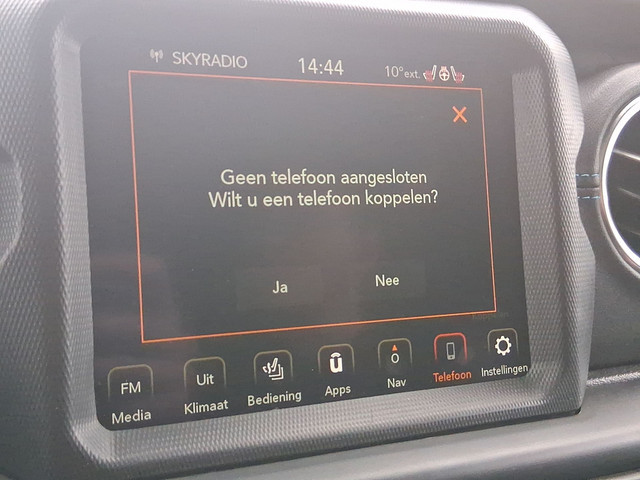 SKYRADIO 14:44 10°ext.
Geen telefoon aangesloten
Wilt u een telefoon koppelen?
Ja Nee
FM Uit û O
Media Klimaat Bediening Apps Nav Telefoon Instellingen